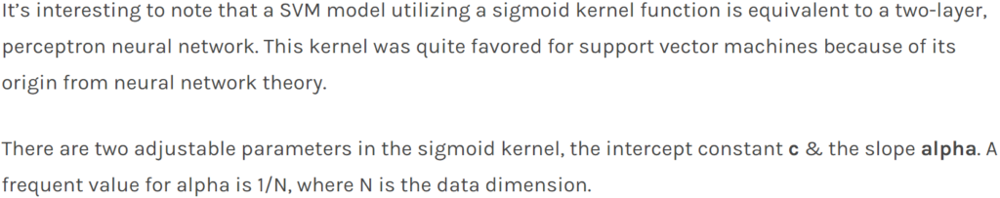 It’s interesting to note that a SVM model utilizing a sigmoid kernel function is equivalent to a two-layer,
perceptron neural network. This kernel was quite favored for support vector machines because of its
origin from neural network theory.
There are two adjustable parameters in the sigmoid kernel, the intercept constant c & the slope alpha. A
frequent value for alpha is 1/N, where N is the data dimension.